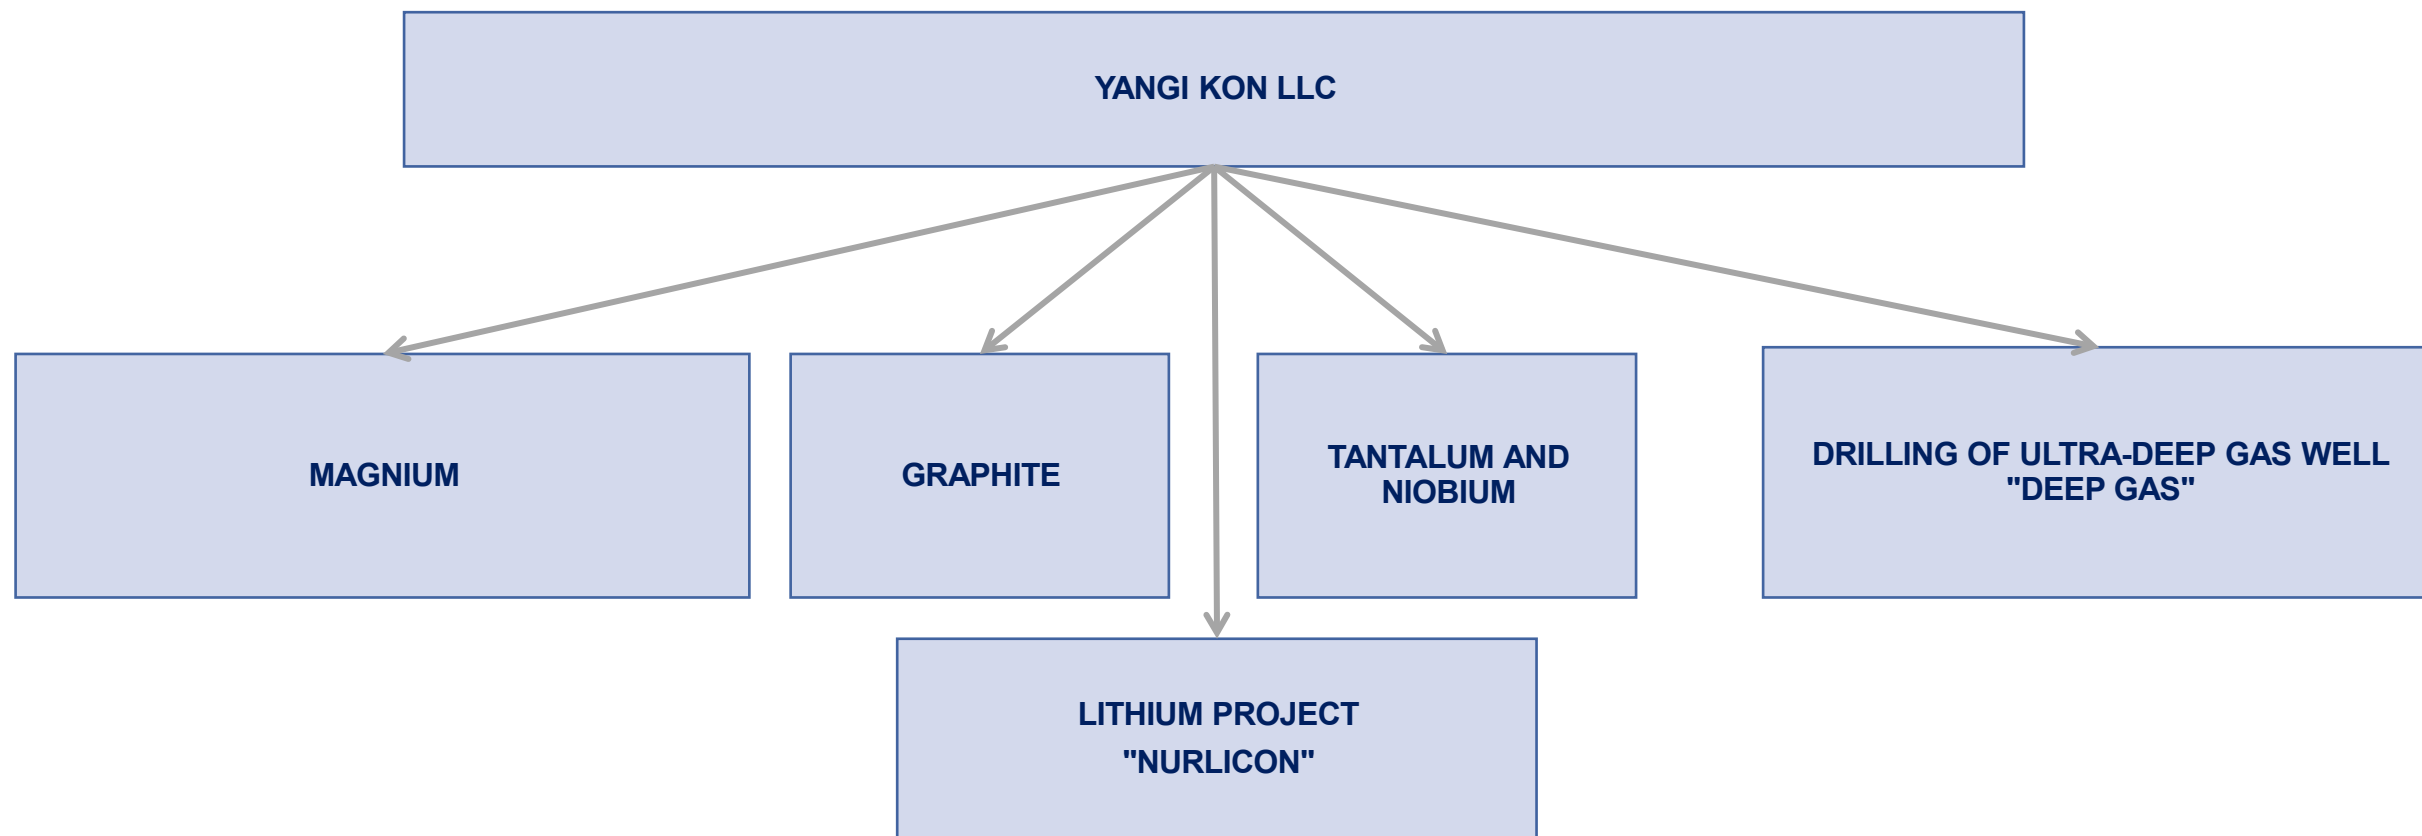 YANGI KON LLC
MAGNIUM
GRAPHITE
TANTALUM AND
NIOBIUM
DRILLING OF ULTRA-DEEP GAS WELL
"DEEP GAS"
LITHIUM PROJECT
"NURLICON"